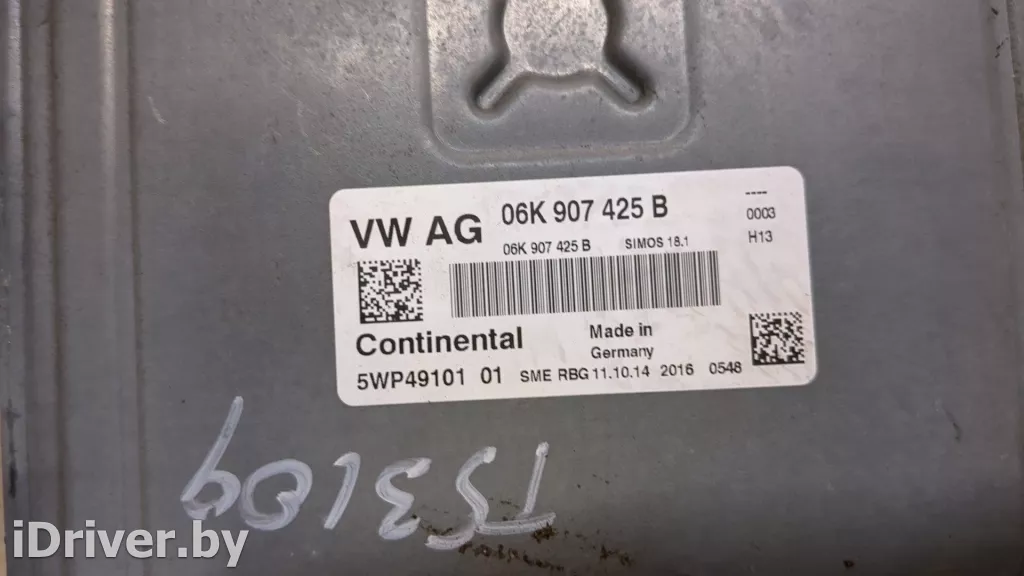 VW AG 06K 907 425 B
----
0003
H13
06K 907 425 B SIMOS 18.1
Continental
Made in
Germany
5WP49101 01 SME RBG 11.10.14 2016 0548
TS3109
iDriver.by